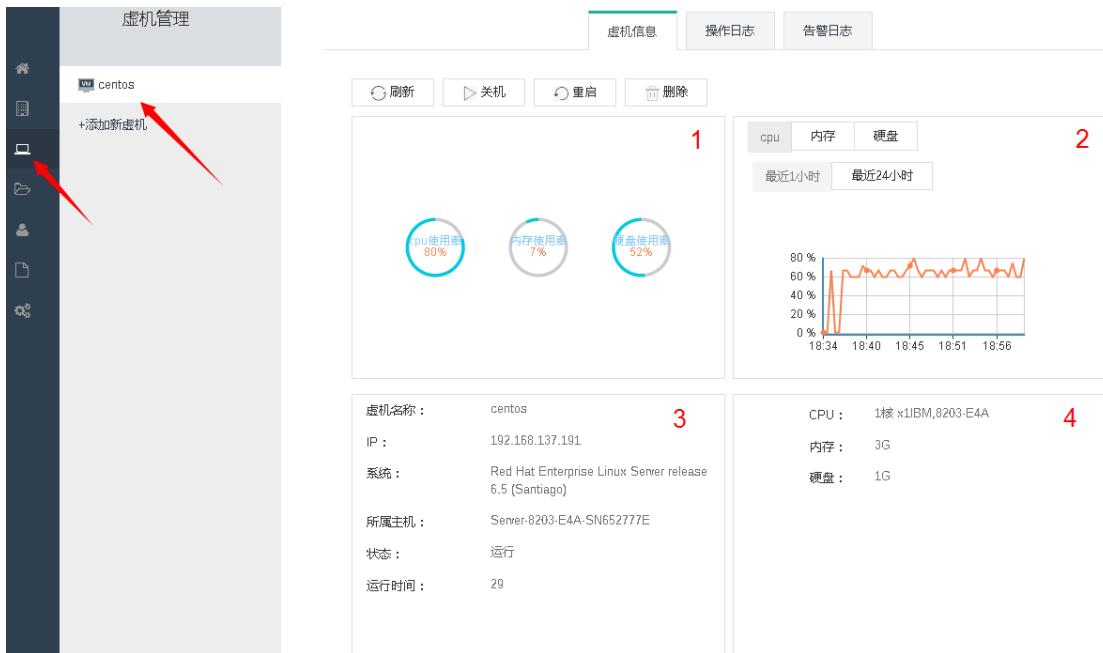 虚机管理
centos
+添加新虚机
虚机信息 操作日志 告警日志
刷新 关机 重启 删除
1
cpu使用率
80%
内存使用率
7%
硬盘使用率
52%
2
cpu 内存 硬盘
最近1小时 最近24小时
80 %
60 %
40 %
20 %
0 %
18:34 18:40 18:45 18:51 18:56
3
虚机名称： centos
IP： 192.168.137.191
系统： Red Hat Enterprise Linux Server release
6.5 (Santiago)
所属主机： Server-8203-E4A-SN652777E
状态： 运行
运行时间： 29
4
CPU： 1核 x1IBM,8203-E4A
内存： 3G
硬盘： 1G